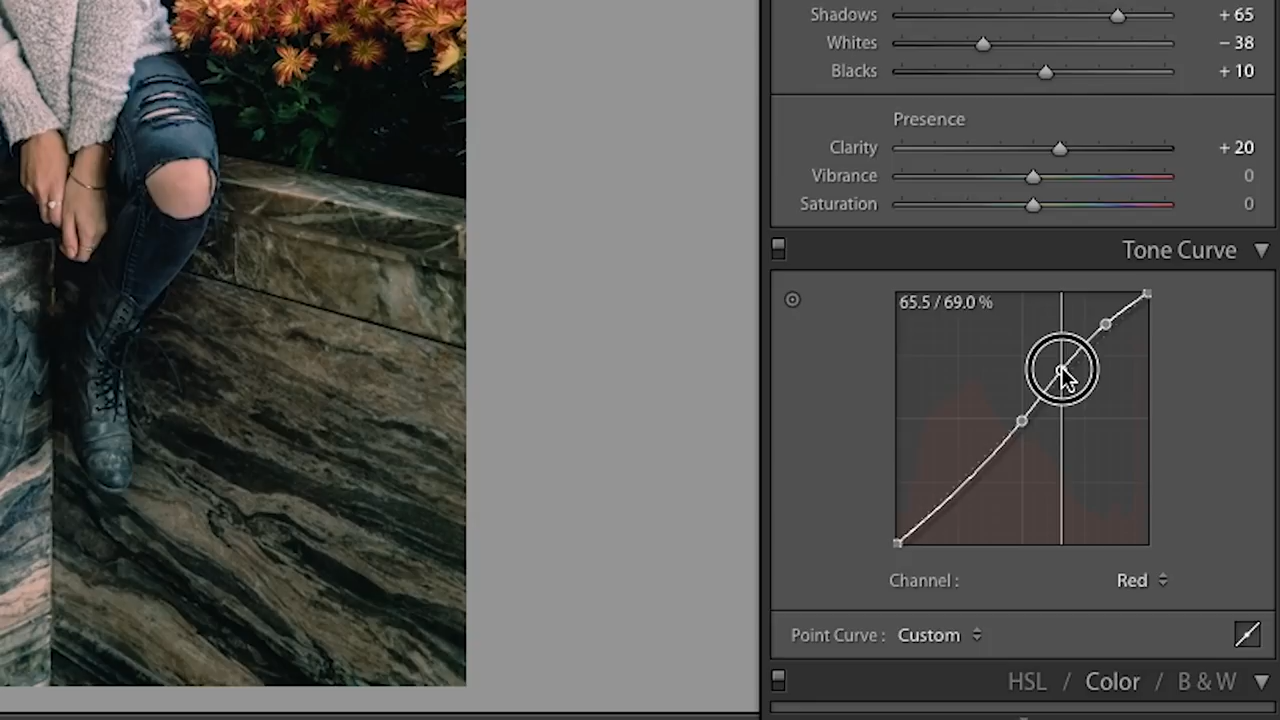 Shadows + 65
Whites − 38
Blacks + 10
Presence
Clarity + 20
Vibrance 0
Saturation 0
Tone Curve
65.5 / 69.0 %
Channel : Red
Point Curve : Custom
HSL / Color / B & W